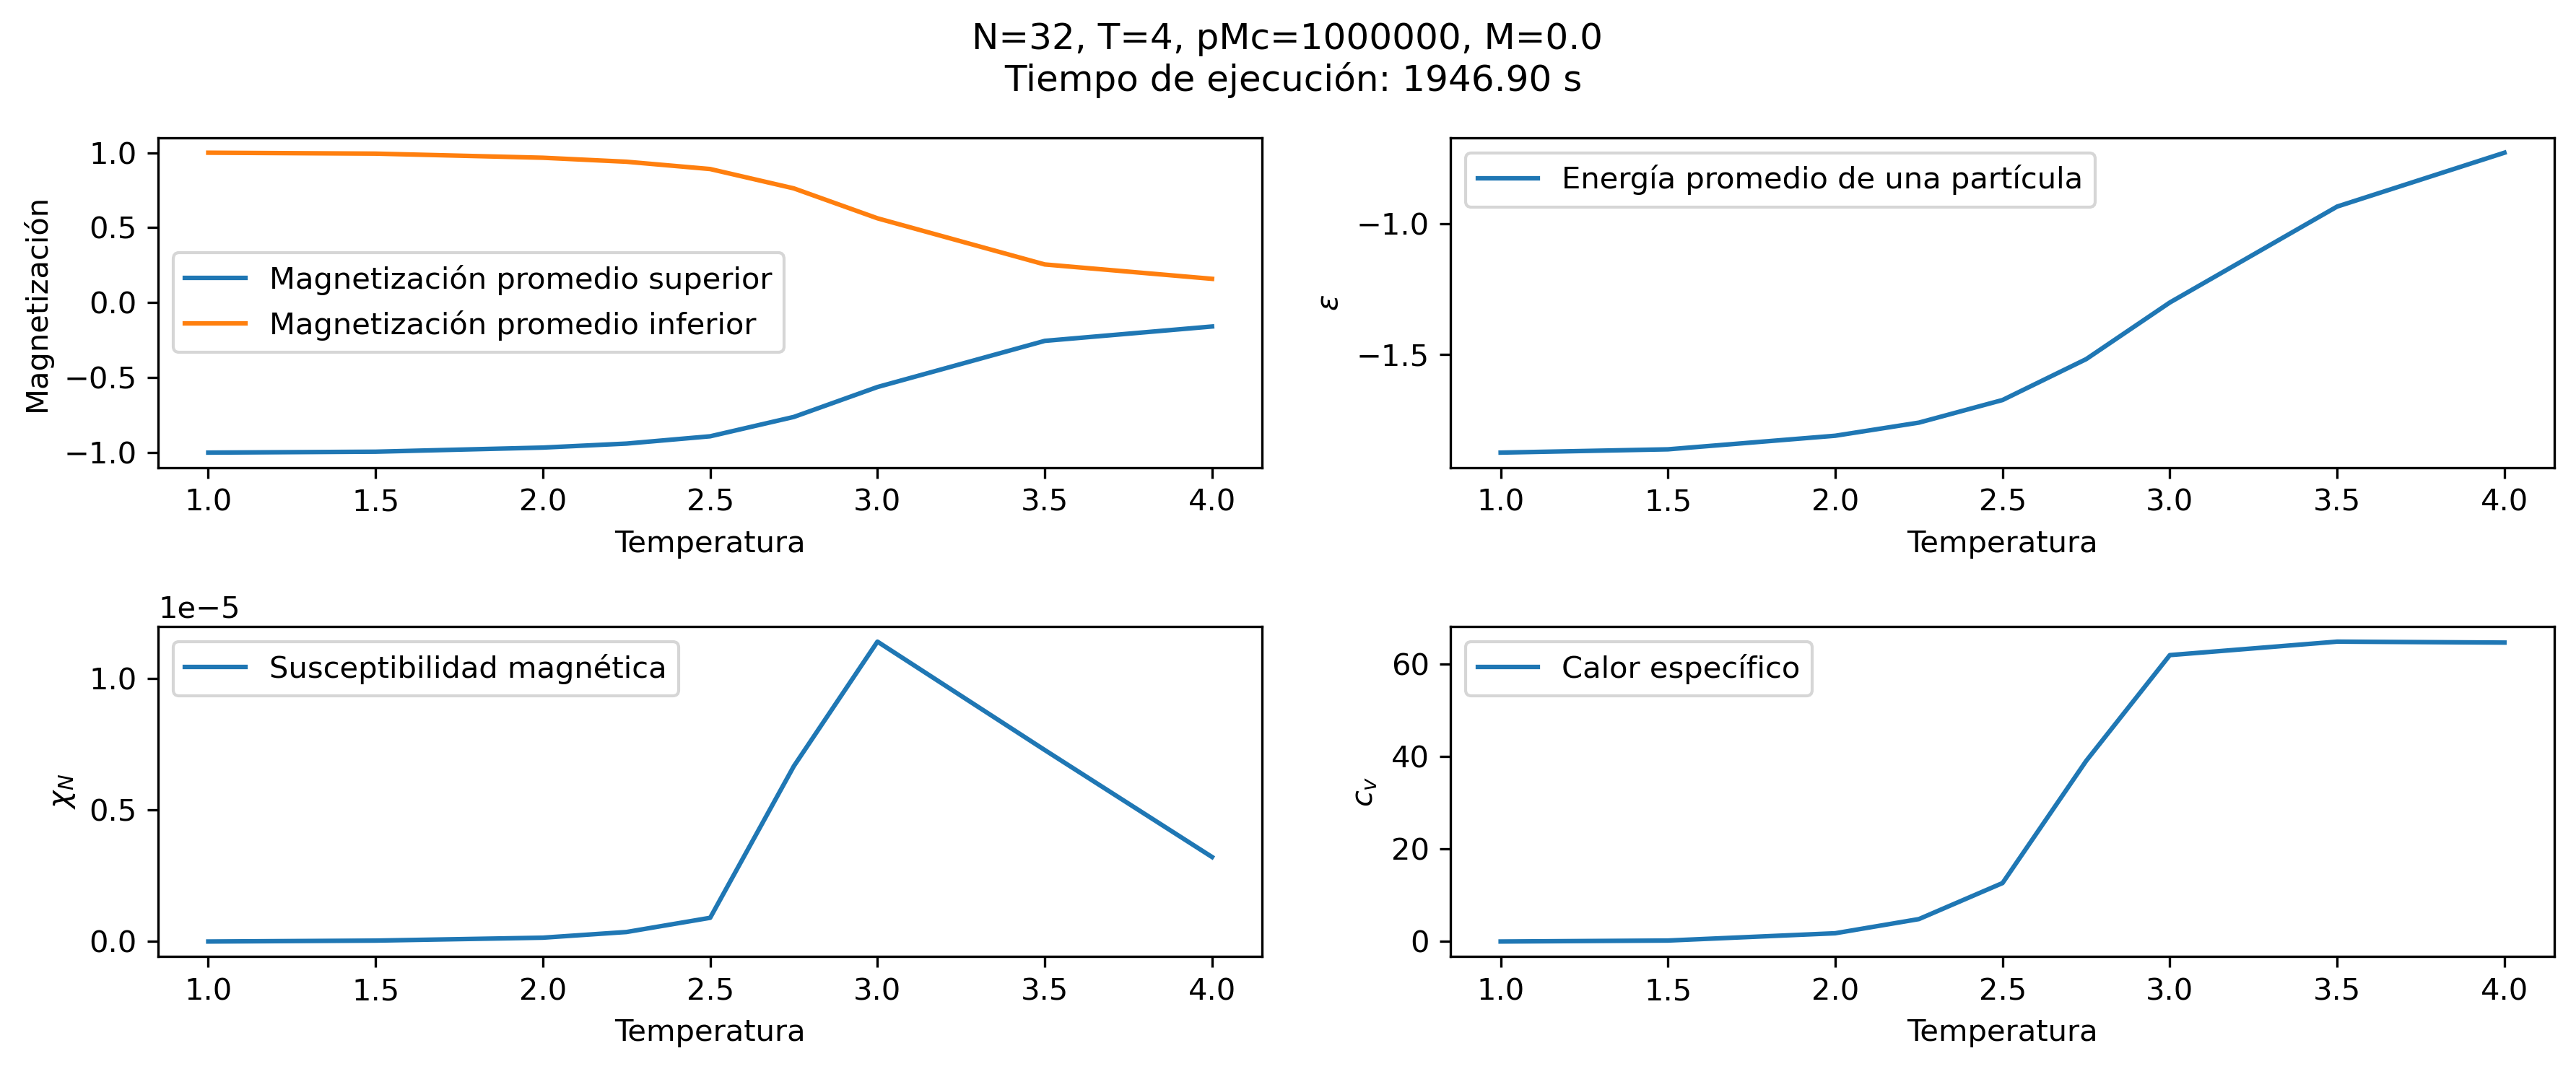 N=32, T=4, pMc=1000000, M=0.0
Tiempo de ejecución: 1946.90 s
Magnetización
1.0
0.5
0.0
−0.5
−1.0
Magnetización promedio superior
Magnetización promedio inferior
1.0 1.5 2.0 2.5 3.0 3.5 4.0
Temperatura
ε
−1.0
−1.5
Energía promedio de una partícula
1.0 1.5 2.0 2.5 3.0 3.5 4.0
Temperatura
1e−5
χN
1.0
0.5
0.0
Susceptibilidad magnética
1.0 1.5 2.0 2.5 3.0 3.5 4.0
Temperatura
cv
60
40
20
0
Calor específico
1.0 1.5 2.0 2.5 3.0 3.5 4.0
Temperatura